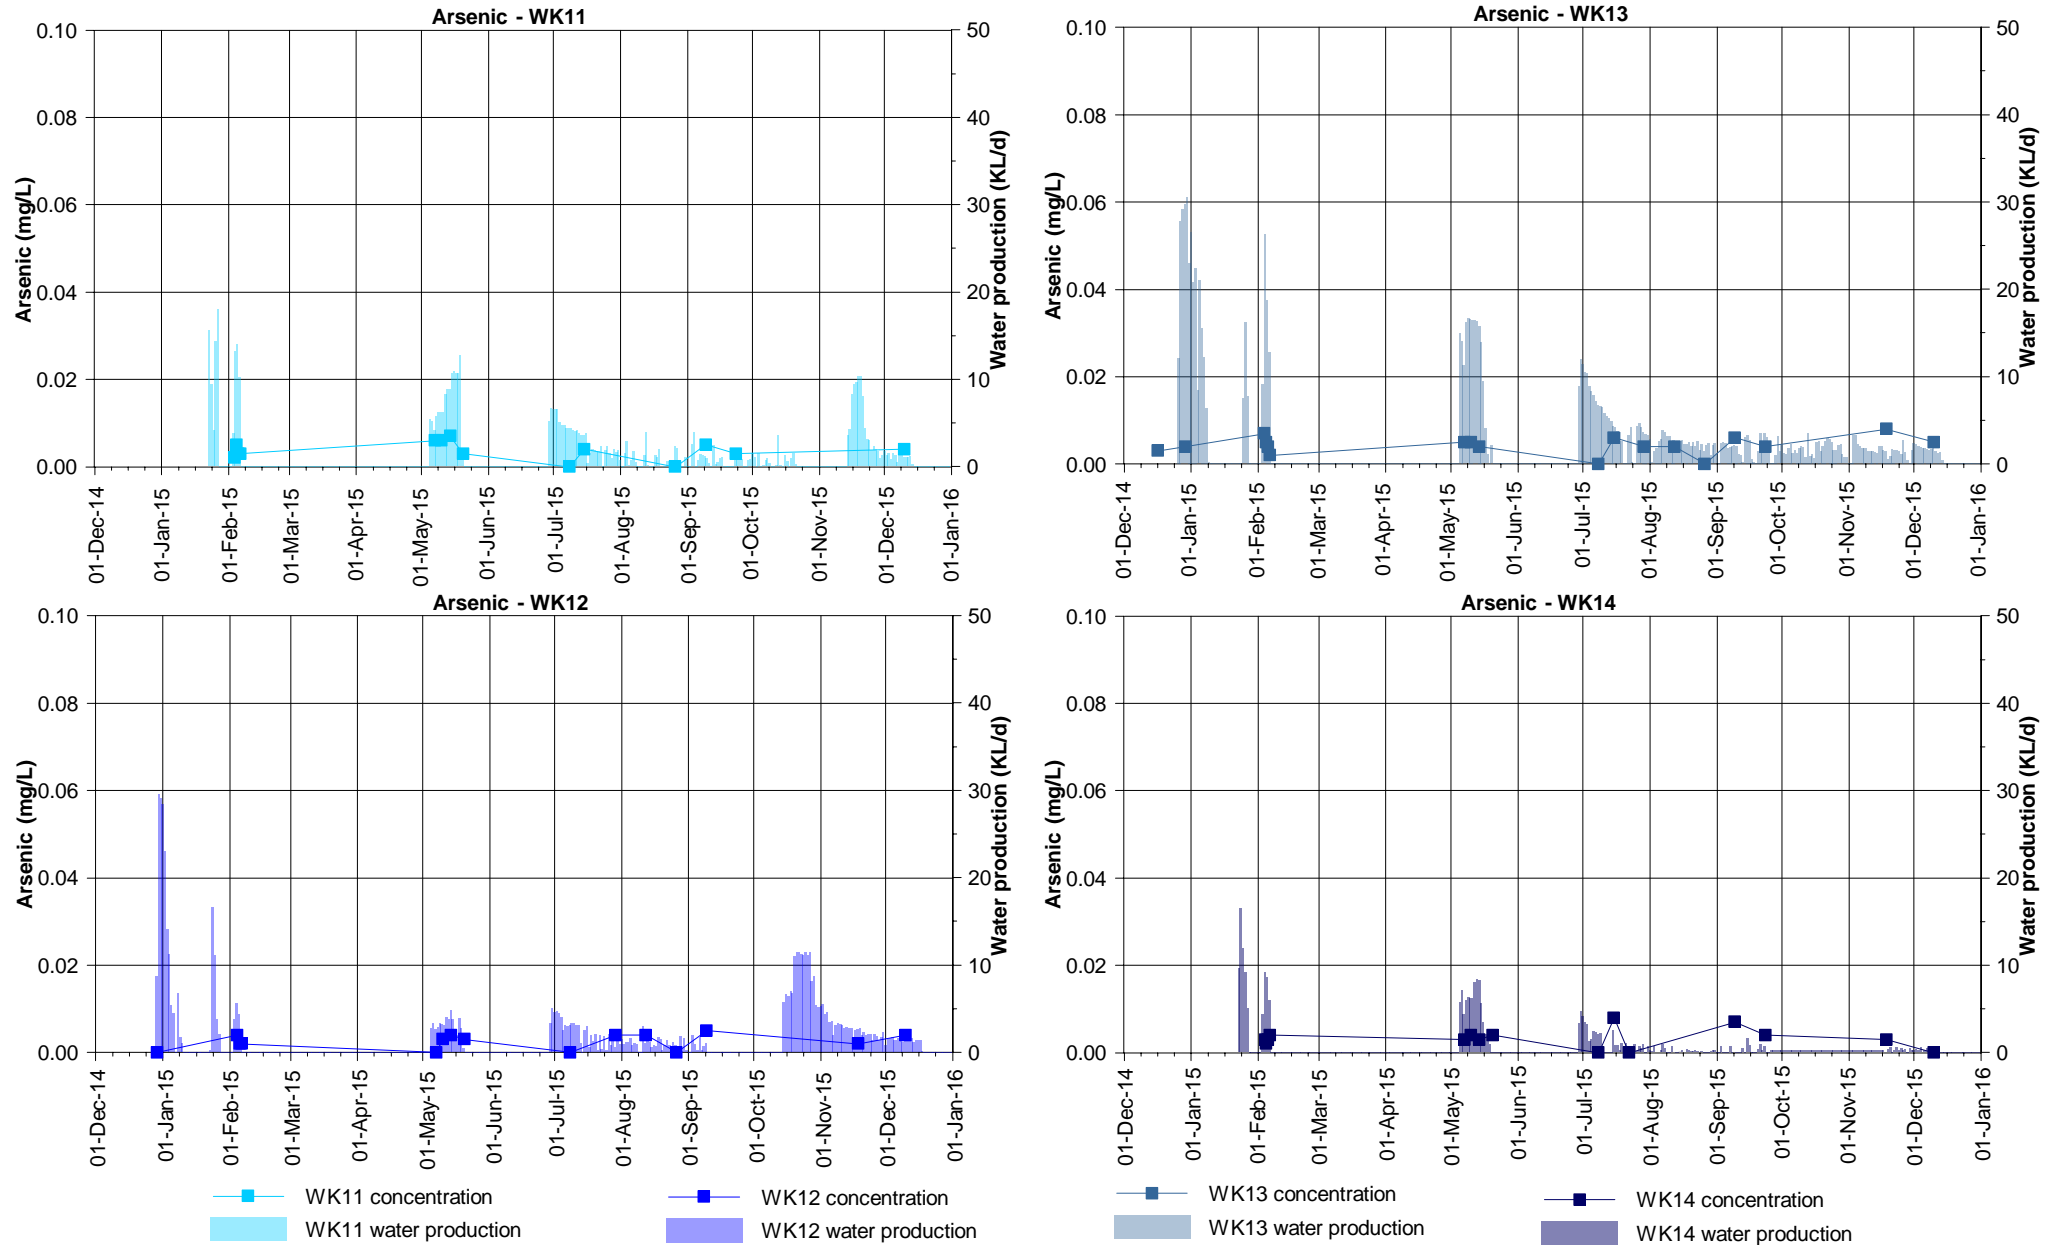 Arsenic - WK11
0.10
0.08
0.06
0.04
0.02
0.00
Arsenic (mg/L)
50
40
30
20
10
0
Water production (KL/d)
01-Dec-14
01-Jan-15
01-Feb-15
01-Mar-15
01-Apr-15
01-May-15
01-Jun-15
01-Jul-15
01-Aug-15
01-Sep-15
01-Oct-15
01-Nov-15
01-Dec-15
01-Jan-16
Arsenic - WK13
0.10
0.08
0.06
0.04
0.02
0.00
Arsenic (mg/L)
50
40
30
20
10
0
Water production (KL/d)
01-Dec-14
01-Jan-15
01-Feb-15
01-Mar-15
01-Apr-15
01-May-15
01-Jun-15
01-Jul-15
01-Aug-15
01-Sep-15
01-Oct-15
01-Nov-15
01-Dec-15
01-Jan-16
Arsenic - WK12
0.10
0.08
0.06
0.04
0.02
0.00
Arsenic (mg/L)
50
40
30
20
10
0
Water production (KL/d)
01-Dec-14
01-Jan-15
01-Feb-15
01-Mar-15
01-Apr-15
01-May-15
01-Jun-15
01-Jul-15
01-Aug-15
01-Sep-15
01-Oct-15
01-Nov-15
01-Dec-15
01-Jan-16
Arsenic - WK14
0.10
0.08
0.06
0.04
0.02
0.00
Arsenic (mg/L)
50
40
30
20
10
0
Water production (KL/d)
01-Dec-14
01-Jan-15
01-Feb-15
01-Mar-15
01-Apr-15
01-May-15
01-Jun-15
01-Jul-15
01-Aug-15
01-Sep-15
01-Oct-15
01-Nov-15
01-Dec-15
01-Jan-16
WK11 concentration
WK11 water production
WK12 concentration
WK12 water production
WK13 concentration
WK13 water production
WK14 concentration
WK14 water production